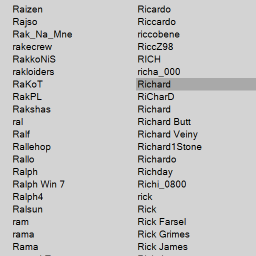 Raizen
Rajso
Rak_Na_Mne
rakecrew
RakkoNiS
rakloiders
RaKoT
RakPL
Rakshas
ral
Ralf
Rallehop
Rallo
Ralph
Ralph Win 7
Ralph4
Ralsun
ram
rama
Rama
Ricardo
Riccardo
riccobene
RiccZ98
RICH
richa_000
Richard
RiCharD
Richard
Richard Butt
Richard Veiny
Richard1Stone
Richardo
Richday
Richi_0800
rick
Rick
Rick Farsel
Rick Grimes
Rick James